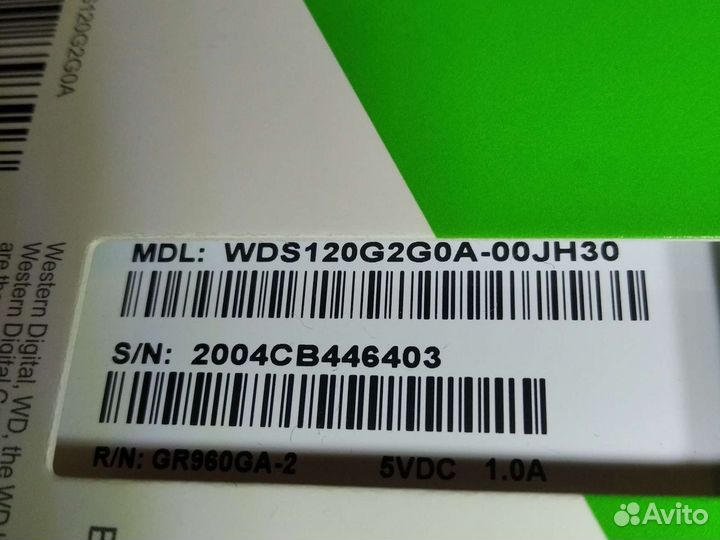 MDL: WDS120G2G0A-00JH30
S/N: 2004CB446403
R/N: GR960GA-2 5VDC 1.0A
120G2G0A
Western Digital, WD, the WD
Western Digital
are the
Avito